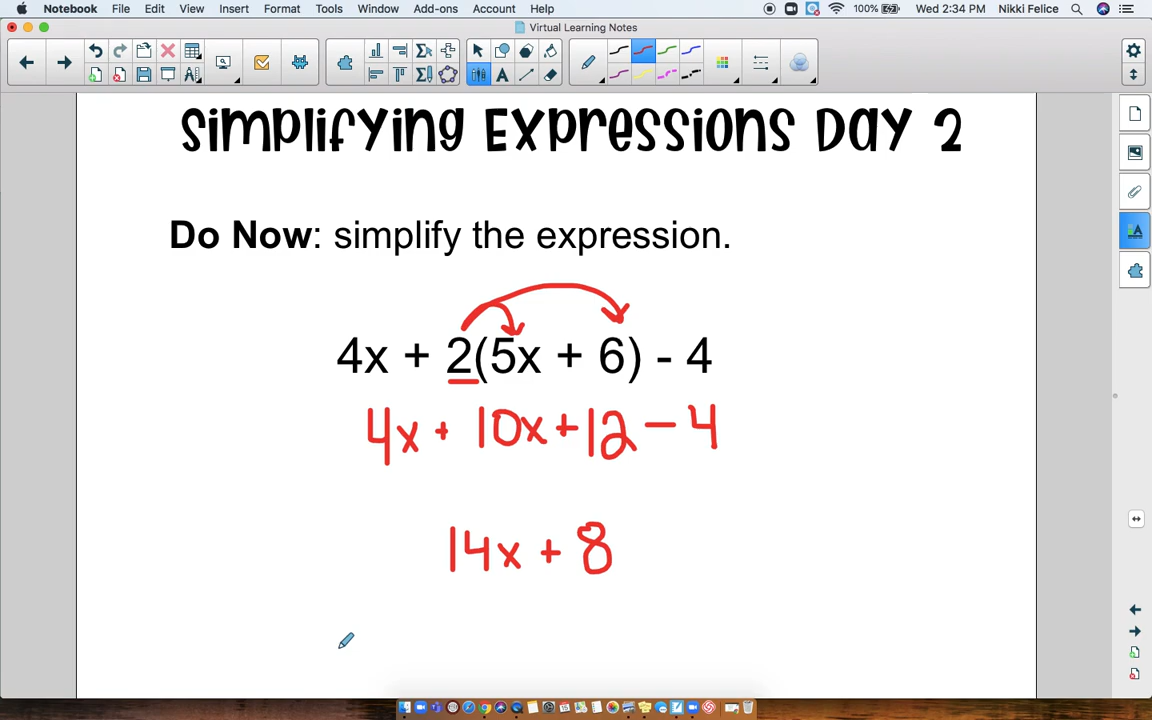 Notebook File Edit View Insert Format Tools Window Add-ons Account Help 100% Wed 2:34 PM Nikki Felice
Virtual Learning Notes
Simplifying Expressions Day 2
Do Now: simplify the expression.
4x + 2(5x + 6) - 4
4x + 10x + 12 - 4
14x + 8